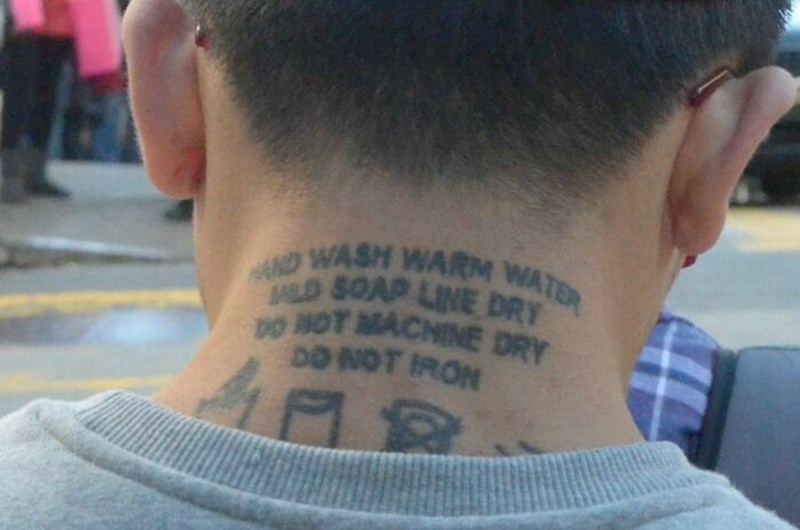 HAND WASH WARM WATER
MILD SOAP LINE DRY
DO NOT MACHINE DRY
DO NOT IRON